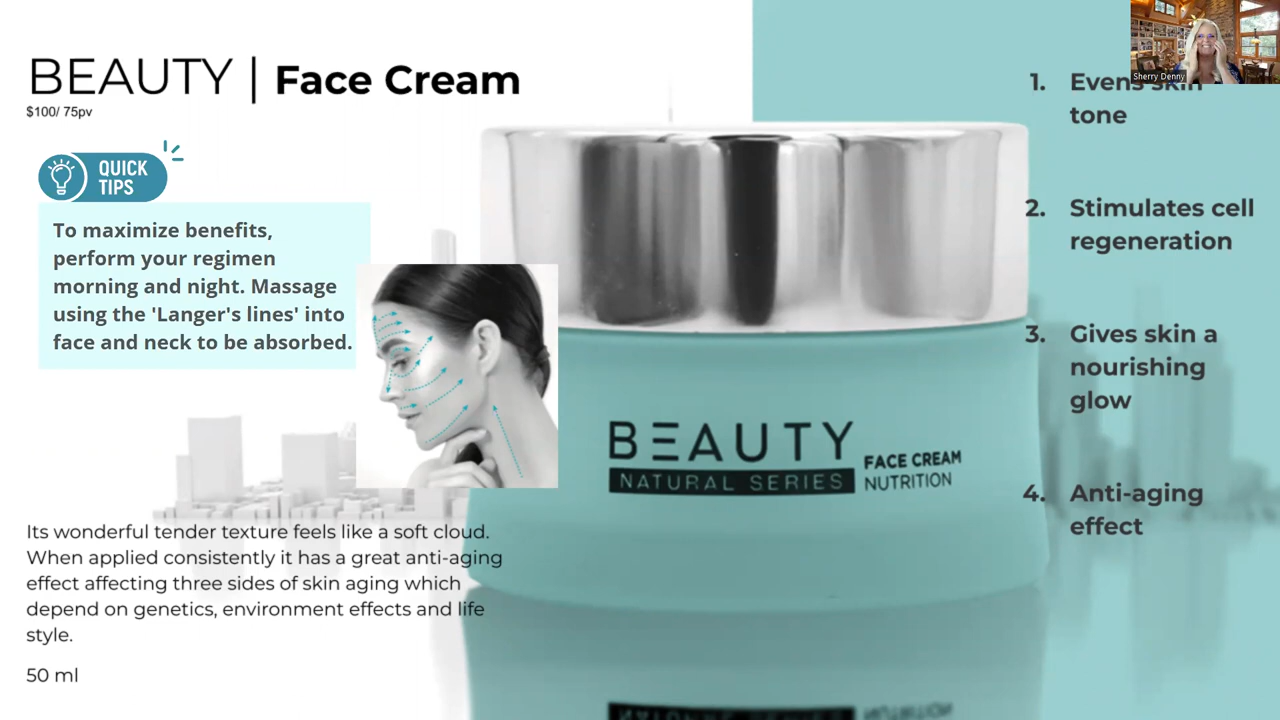 BEAUTY | Face Cream
$100/ 75pv
QUICK
TIPS
To maximize benefits,
perform your regimen
morning and night. Massage
using the 'Langer's lines' into
face and neck to be absorbed.
Its wonderful tender texture feels like a soft cloud.
When applied consistently it has a great anti-aging
effect affecting three sides of skin aging which
depend on genetics, environment effects and life
style.
50 ml
BEAUTY
NATURAL SERIES
FACE CREAM
NUTRITION
Sherry Denny
1. Evens skin
tone
2. Stimulates cell
regeneration
3. Gives skin a
nourishing
glow
4. Anti-aging
effect